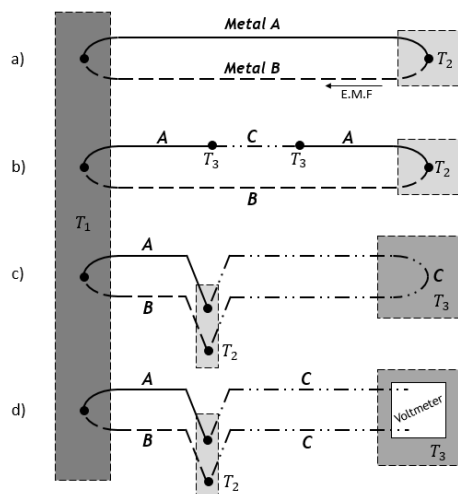 a)
Metal A
Metal B
T₂
E.M.F
b)
A
C
A
T₃
T₃
T₂
B
T₁
c)
A
B
T₂
C
T₃
d)
A
C
B
C
T₂
Voltmeter
T₃